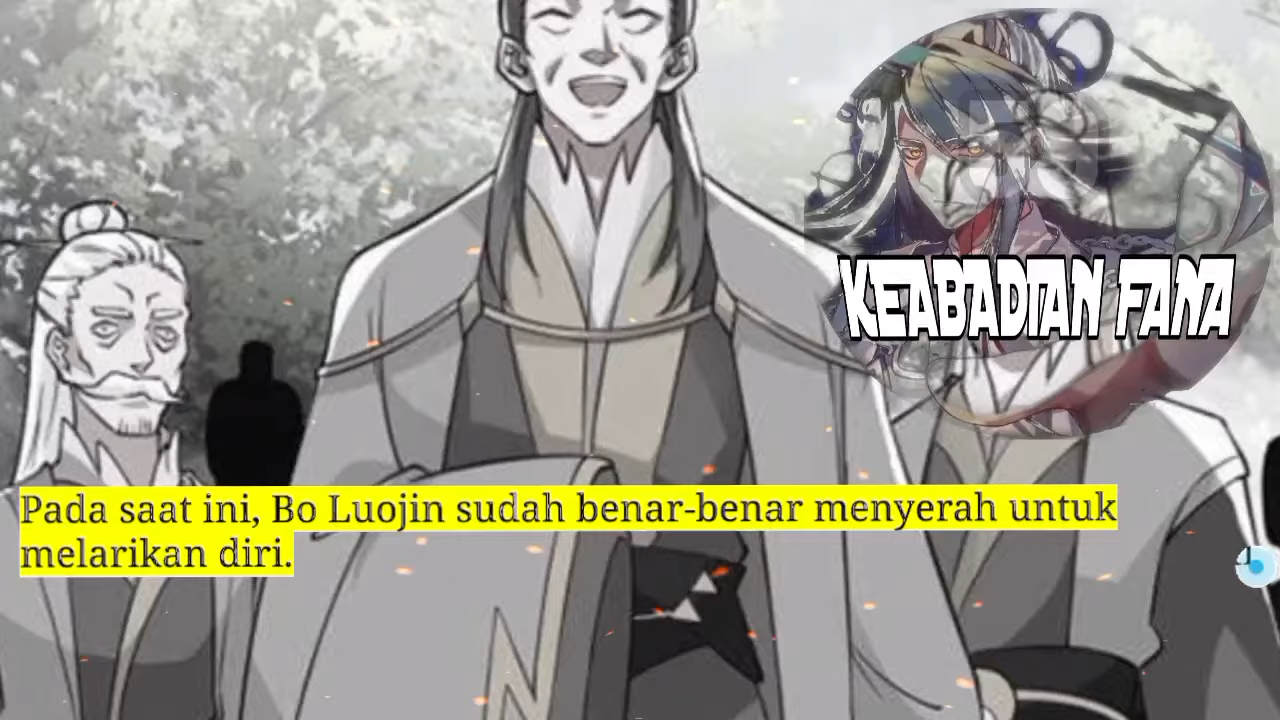 KEABADIAN FANA
Pada saat ini, Bo Luojin sudah benar-benar menyerah untuk
melarikan diri.